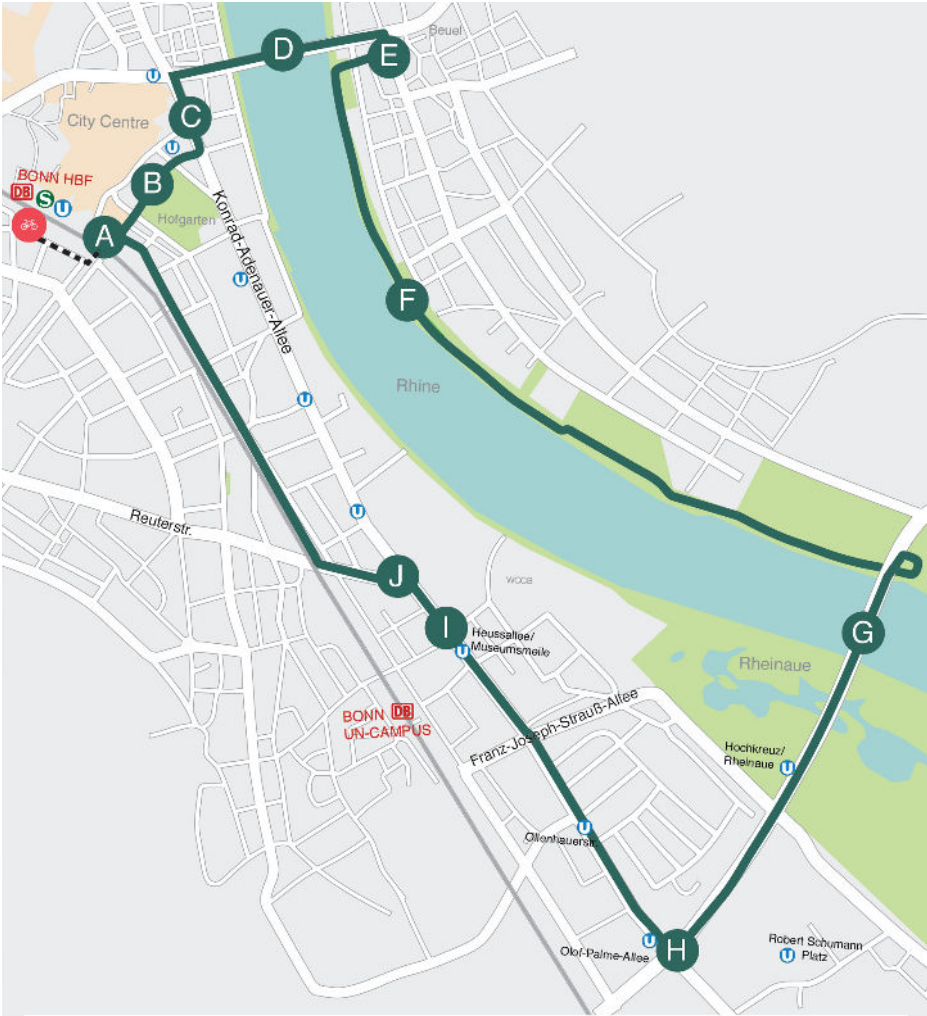 D
E
Beuel
U
C
City Centre
U
BONN HBF
DB
S
U
B
Hofgarten
A
Konrad-Adenauer-Allee
U
F
Rhine
U
Reuterstr.
U
J
wcca
I
Heussallee/
U Museumsmeile
G
Rheinaue
BONN DB
UN-CAMPUS
Franz-Joseph-Strauß-Allee
Hochkreuz/
Rheinaue U
U
Ollenhauerstr.
U
H
Olof-Palme-Allee
Robert Schumann
U Platz